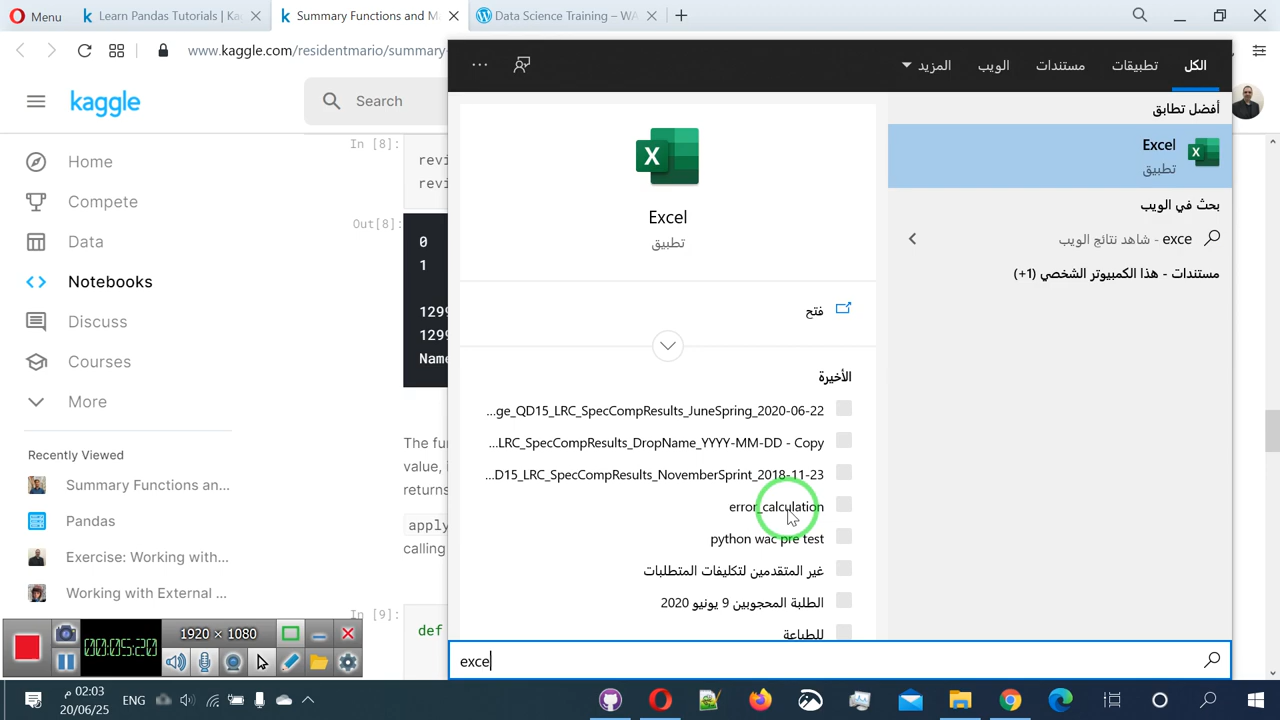 Menu
Learn Pandas Tutorials | Ka
Summary Functions and M
Data Science Training – WA
www.kaggle.com/residentmario/summary-
kaggle
Search
Home
Compete
Data
Notebooks
Discuss
Courses
More
Recently Viewed
Summary Functions an...
Pandas
Exercise: Working with...
Working with External ...
In [8]:
revi
revi
Out[8]:
0
1
1299
1299
Name
The fun
value, i
returns
apply
calling
In [9]:
def
الكل
تطبيقات
مستندات
الويب
المزيد
أفضل تطابق
Excel
تطبيق
بحث في الويب
exce - شاهد نتائج الويب
مستندات - هذا الكمبيوتر الشخصي (1+)
Excel
تطبيق
فتح
الأخيرة
...ge_QD15_LRC_SpecCompResults_JuneSpring_2020-06-22
...LRC_SpecCompResults_DropName_YYYY-MM-DD - Copy
...D15_LRC_SpecCompResults_NovemberSprint_2018-11-23
error_calculation
python wac pre test
غير المتقدمين لتكليفات المتطلبات
الطلبة المحجوبين 9 يونيو 2020
للطباعة
exce
00:05:20
1920 × 1080
02:03 م
20/06/25
ENG